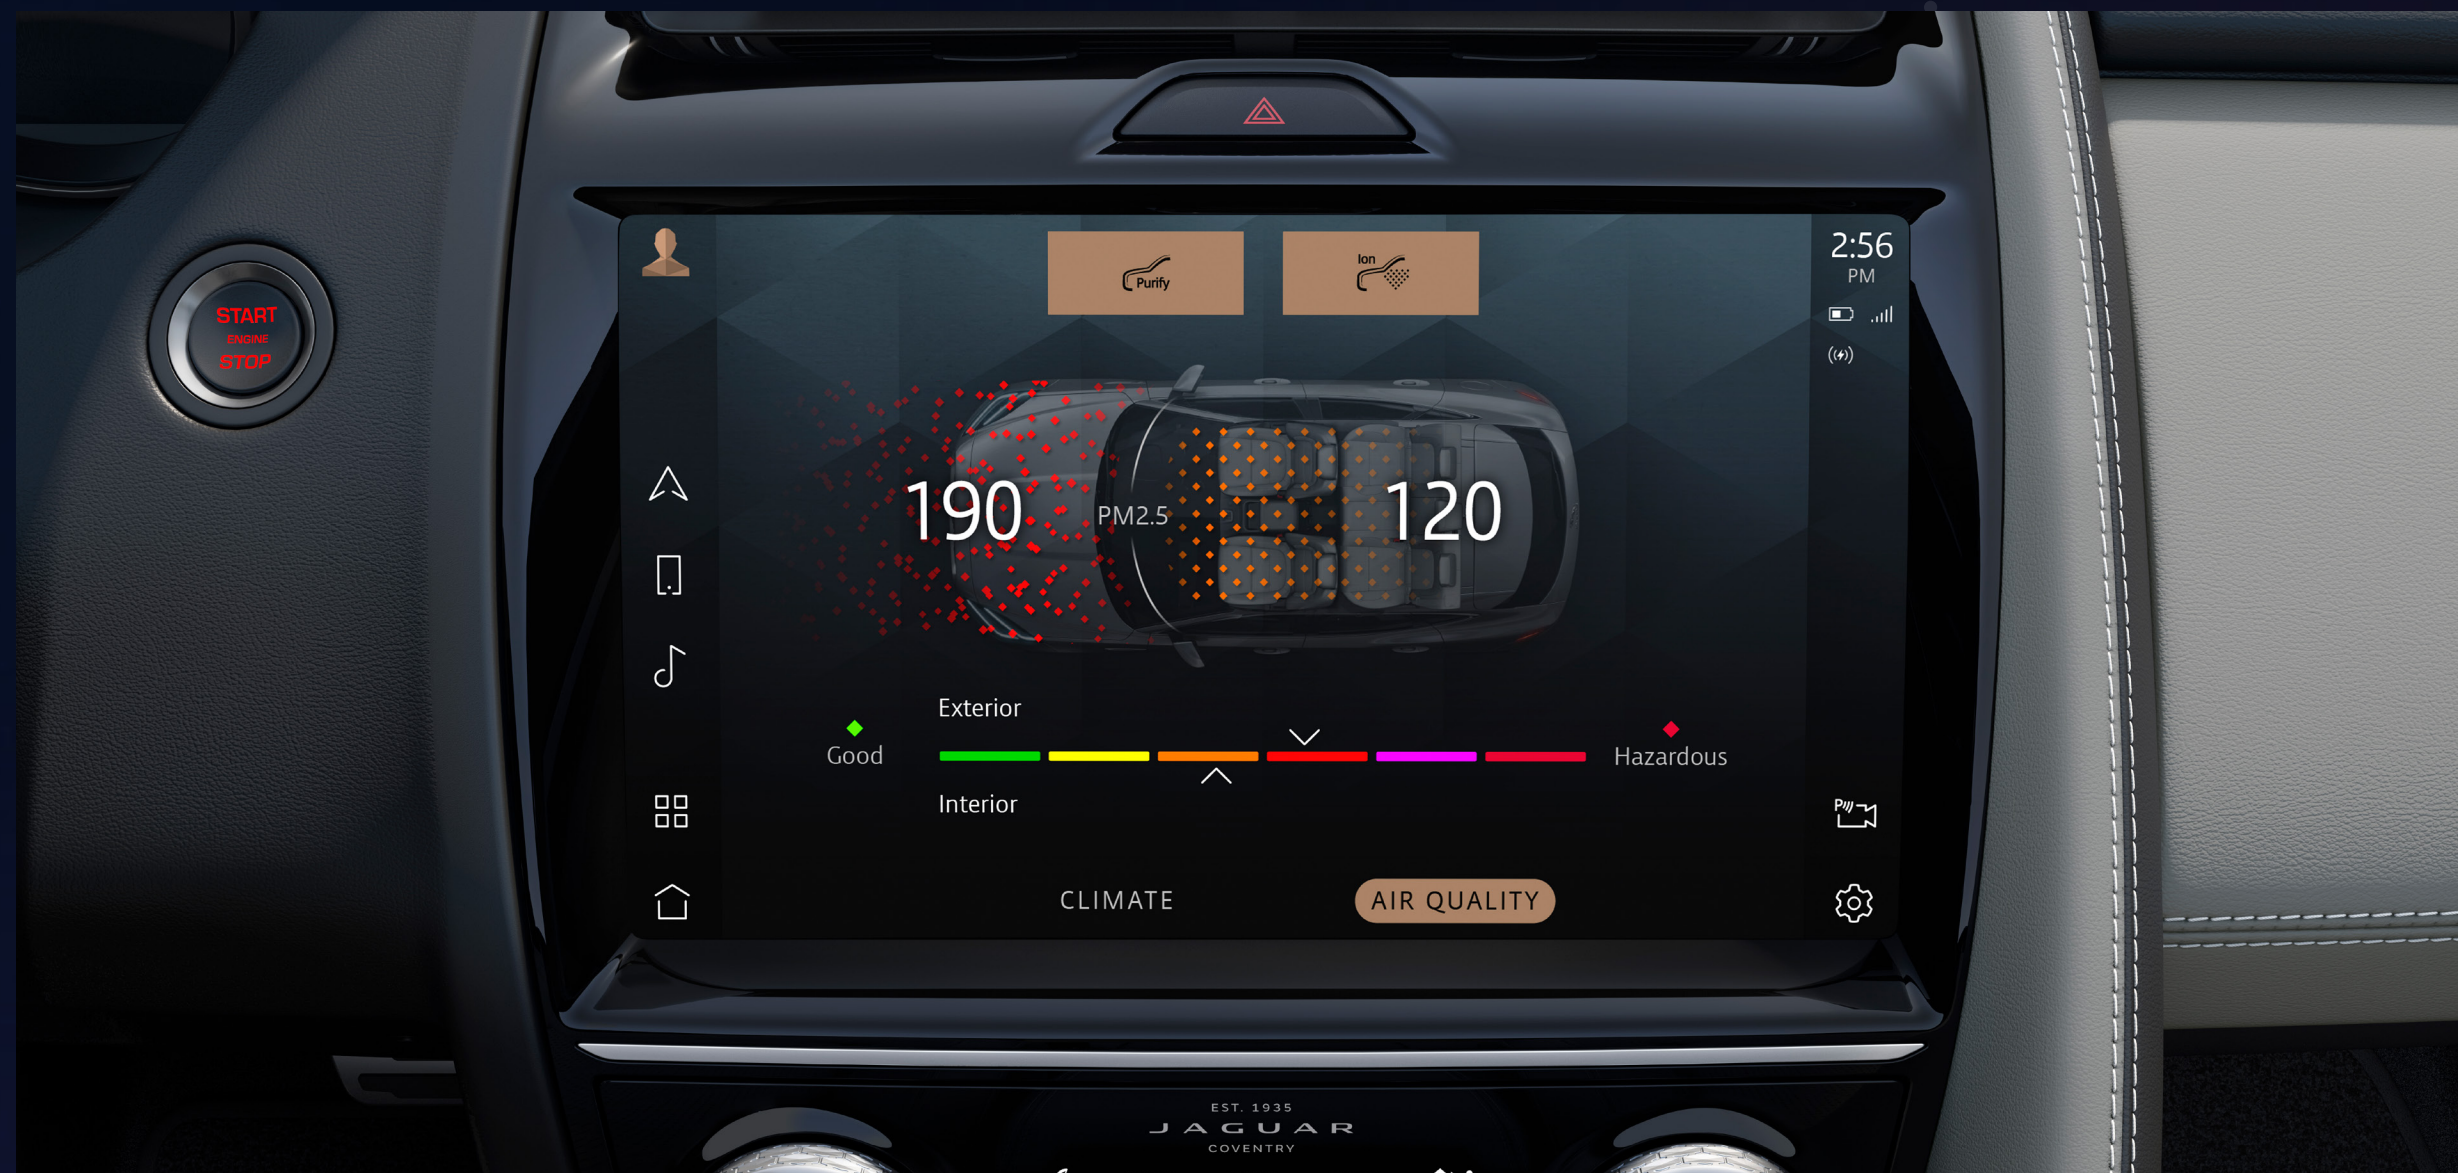 START
ENGINE
STOP
Purify
Ion
2:56
PM
190
PM2.5
120
Exterior
Good
Hazardous
Interior
P
CLIMATE
AIR QUALITY
EST. 1935
JAGUAR
COVENTRY